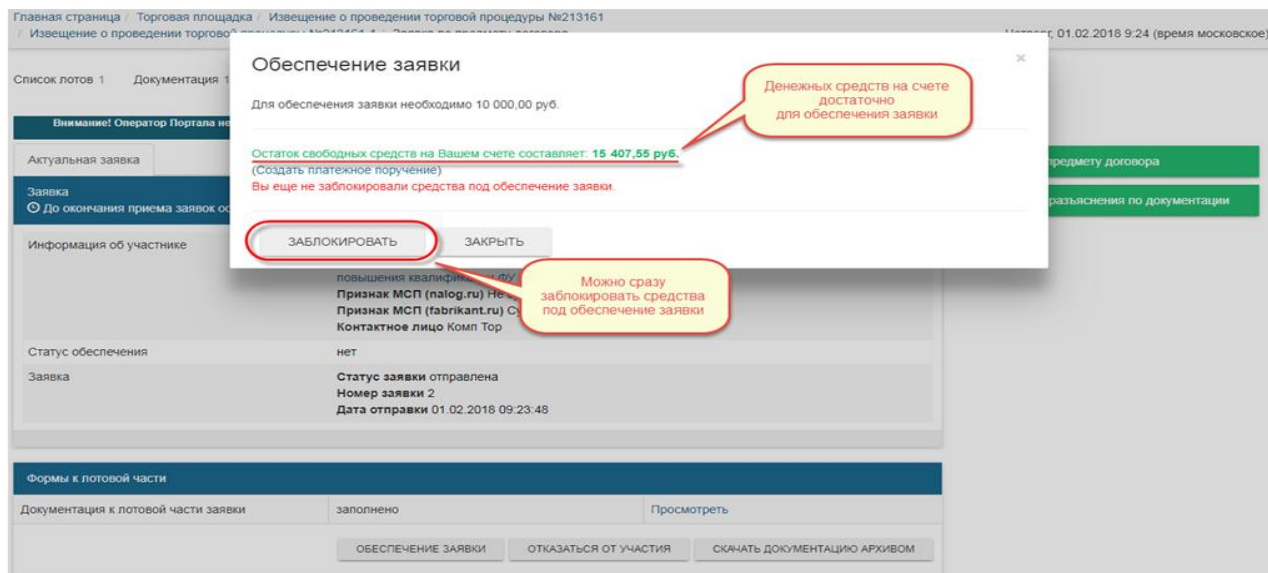 Главная страница / Торговая площадка / Извещение о проведении торговой процедуры №213161
/ Извещение о проведении торговой процедуры №213161-1 / Заявка по предмету договора
Четверг, 01.02.2018 9:24 (время московское)
Список лотов 1 Документация 1
Внимание! Оператор Портала не
Актуальная заявка
Заявка
До окончания приема заявок
Информация об участнике
повышения квалификации ФУ
Признак МСП (nalog.ru) Не
Признак МСП (fabrikant.ru)
Контактное лицо Комп Тор
Статус обеспечения нет
Заявка Статус заявки отправлена
Номер заявки 2
Дата отправки 01.02.2018 09:23:48
Формы к лотовой части
Документация к лотовой части заявки заполнено Просмотреть
ОБЕСПЕЧЕНИЕ ЗАЯВКИ ОТКАЗАТЬСЯ ОТ УЧАСТИЯ СКАЧАТЬ ДОКУМЕНТАЦИЮ АРХИВОМ
предмету договора
разъяснения по документации
Обеспечение заявки ×
Для обеспечения заявки необходимо 10 000,00 руб.
Остаток свободных средств на Вашем счете составляет: 15 407,55 руб.
(Создать платежное поручение)
Вы еще не заблокировали средства под обеспечение заявки.
ЗАБЛОКИРОВАТЬ ЗАКРЫТЬ
Денежных средств на счете
достаточно
для обеспечения заявки
Можно сразу
заблокировать средства
под обеспечение заявки